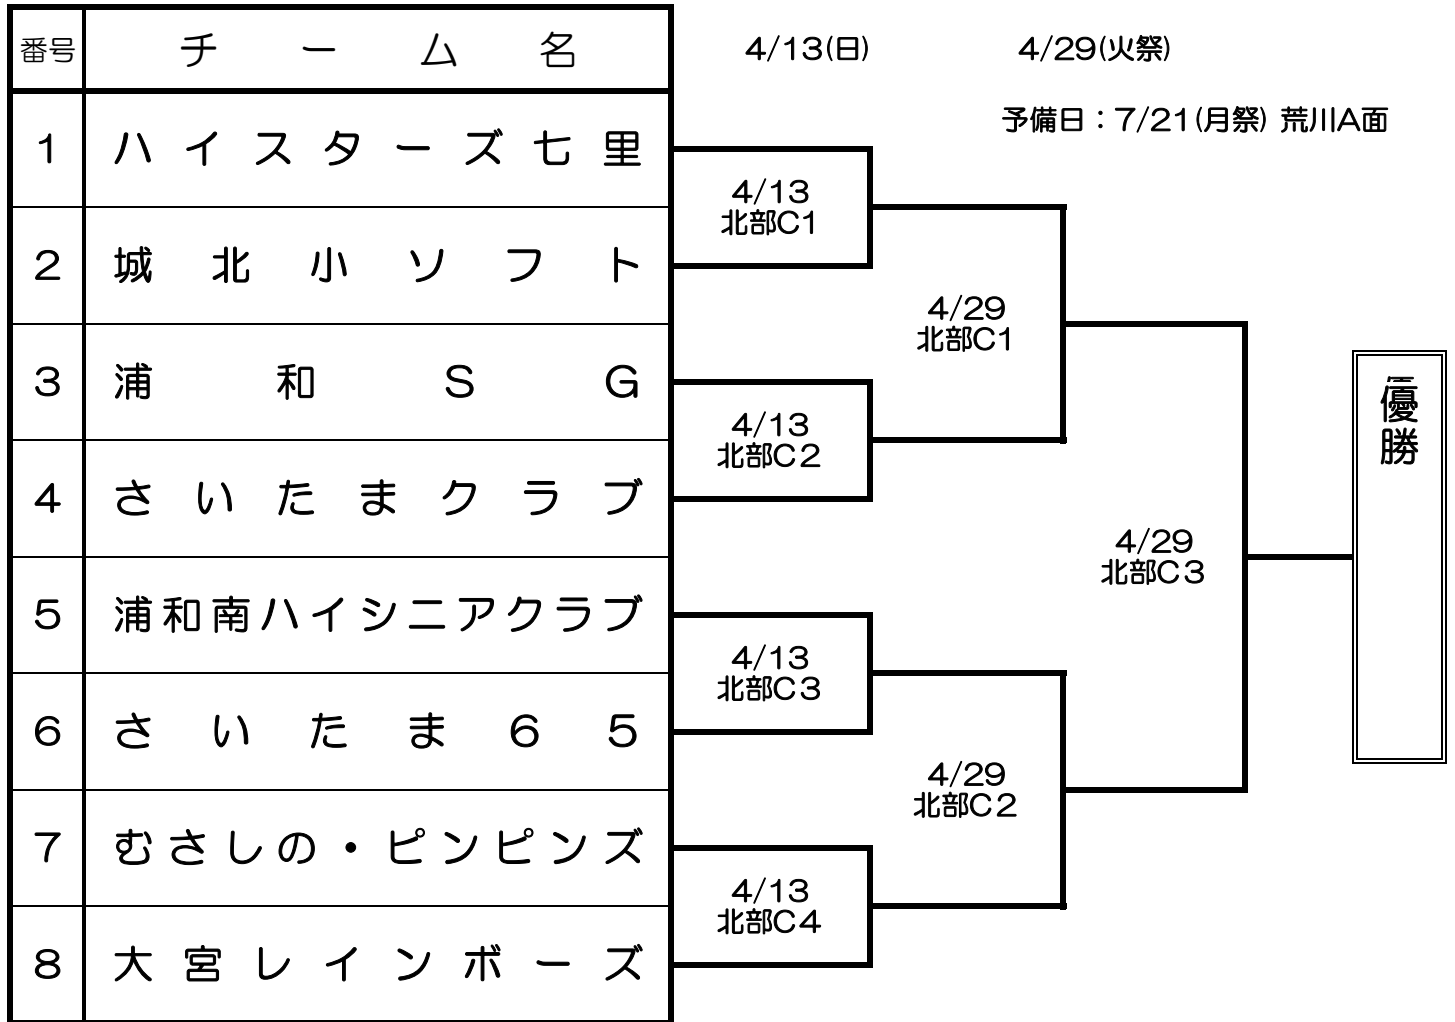 番号 チーム名 4/13(日) 4/29(火祭)
予備日：7/21(月祭) 荒川A面
1 ハイスターズ七里
4/13
北部C1
2 城北小ソフト
4/29
北部C1
3 浦和SG
4/13
北部C2
4 さいたまクラブ
4/29
北部C3
5 浦和南ハイシニアクラブ
4/13
北部C3
6 さいたま65
4/29
北部C2
7 むさしの・ピンピンズ
4/13
北部C4
8 大宮レインボーズ
優勝